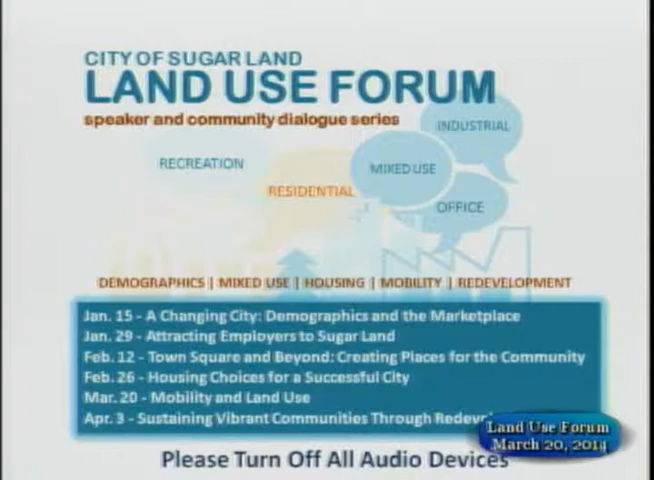 CITY OF SUGAR LAND
LAND USE FORUM
speaker and community dialogue series
INDUSTRIAL
RECREATION
MIXED USE
RESIDENTIAL
OFFICE
DEMOGRAPHICS | MIXED USE | HOUSING | MOBILITY | REDEVELOPMENT
Jan. 15 - A Changing City: Demographics and the Marketplace
Jan. 29 - Attracting Employers to Sugar Land
Feb. 12 - Town Square and Beyond: Creating Places for the Community
Feb. 26 - Housing Choices for a Successful City
Mar. 20 - Mobility and Land Use
Apr. 3 - Sustaining Vibrant Communities Through
Land Use Forum
March 20, 2014
Please Turn Off All Audio Devices